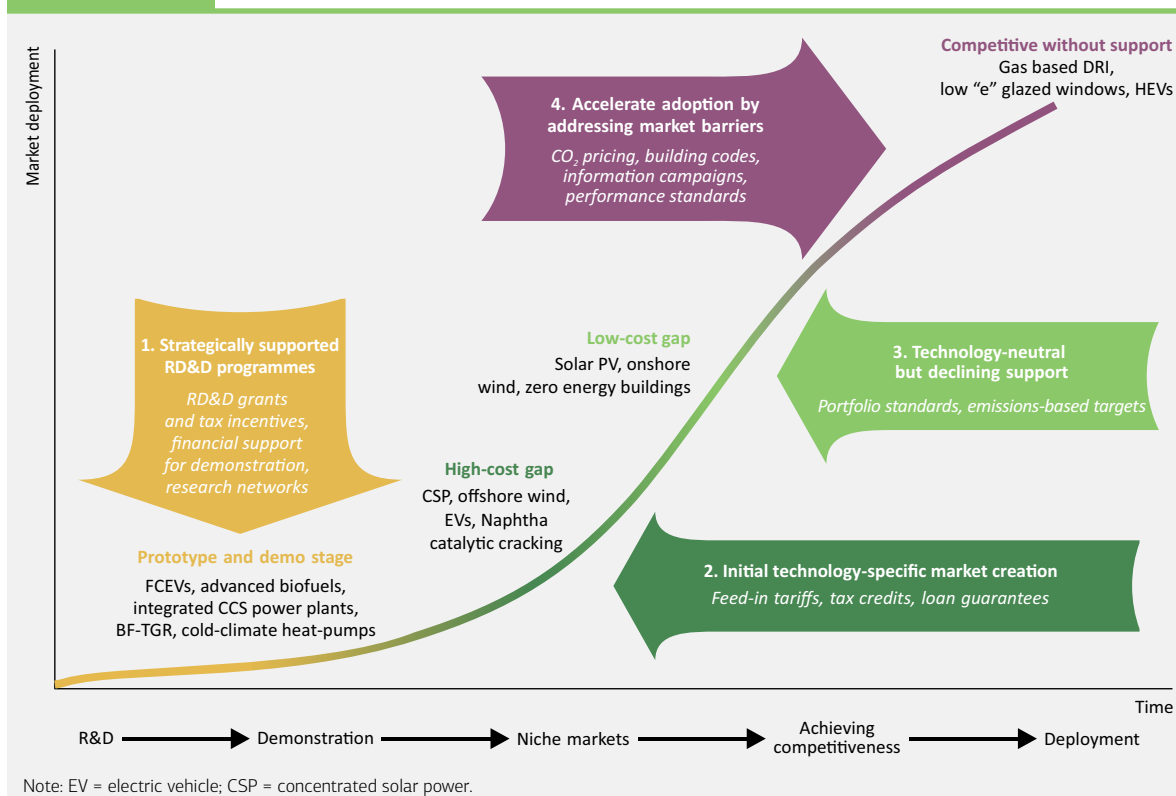 Market deployment
Competitive without support
Gas based DRI,
low “e” glazed windows, HEVs
4. Accelerate adoption by
addressing market barriers
CO₂ pricing, building codes,
information campaigns,
performance standards
1. Strategically supported
RD&D programmes
RD&D grants
and tax incentives,
financial support
for demonstration,
research networks
Low-cost gap
Solar PV, onshore
wind, zero energy buildings
3. Technology-neutral
but declining support
Portfolio standards, emissions-based targets
High-cost gap
CSP, offshore wind,
EVs, Naphtha
catalytic cracking
Prototype and demo stage
FCEVs, advanced biofuels,
integrated CCS power plants,
BF-TGR, cold-climate heat-pumps
2. Initial technology-specific market creation
Feed-in tariffs, tax credits, loan guarantees
Time
R&D
Demonstration
Niche markets
Achieving
competitiveness
Deployment
Note: EV = electric vehicle; CSP = concentrated solar power.